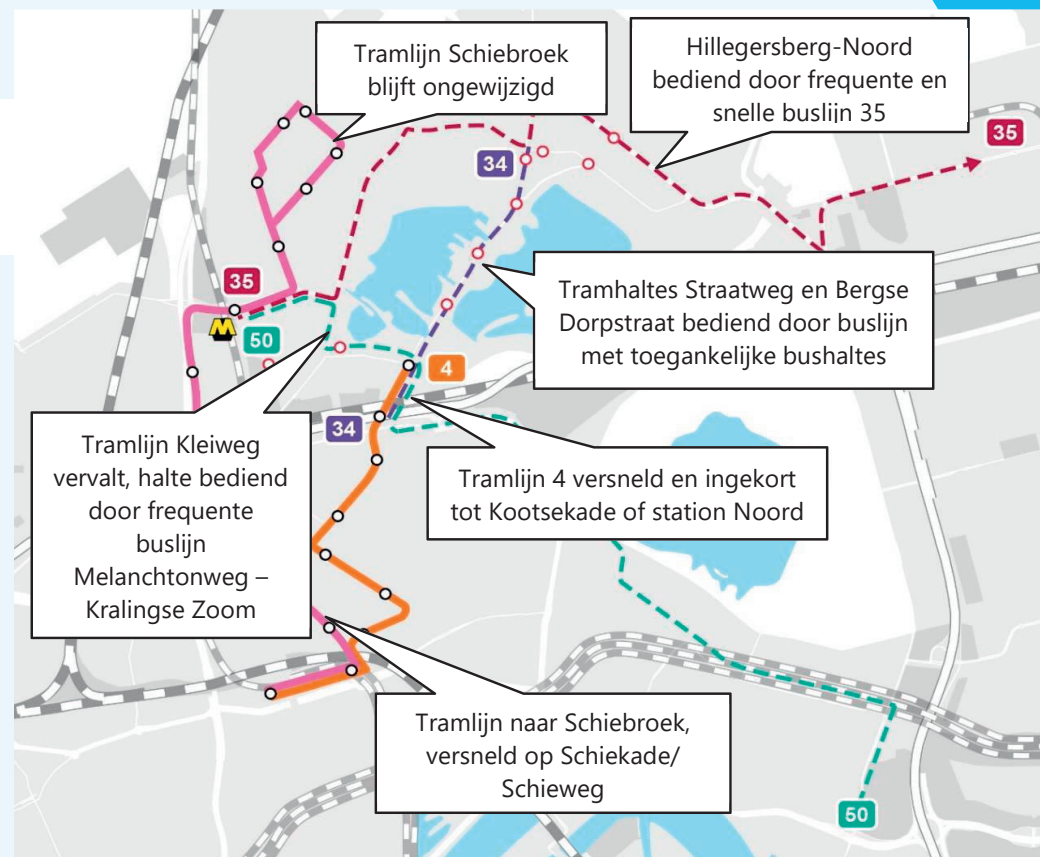 Tramlijn Schiebroek
blijft ongewijzigd
Hillegersberg-Noord
bediend door frequente en
snelle buslijn 35
35
34
35
M
50
Tramhaltes Straatweg en Bergse
Dorpstraat bediend door buslijn
met toegankelijke bushaltes
4
34
Tramlijn Kleiweg
vervalt, halte bediend
door frequente
buslijn
Melanchtonweg –
Kralingse Zoom
Tramlijn 4 versneld en ingekort
tot Kootsekade of station Noord
Tramlijn naar Schiebroek,
versneld op Schiekade/
Schieweg
50